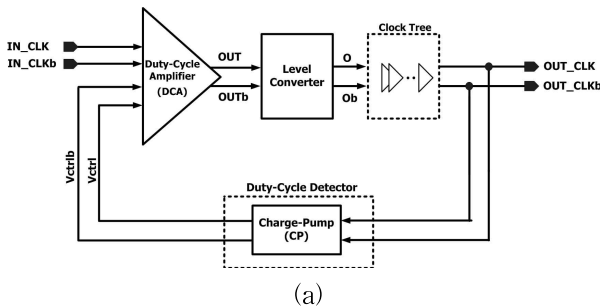 Clock Tree
IN_CLK
IN_CLKb
Duty-Cycle
Amplifier
(DCA)
OUT
OUTb
Level
Converter
O
Ob
OUT_CLK
OUT_CLKb
Vctrlb
Vctrl
Duty-Cycle Detector
Charge-Pump
(CP)
(a)